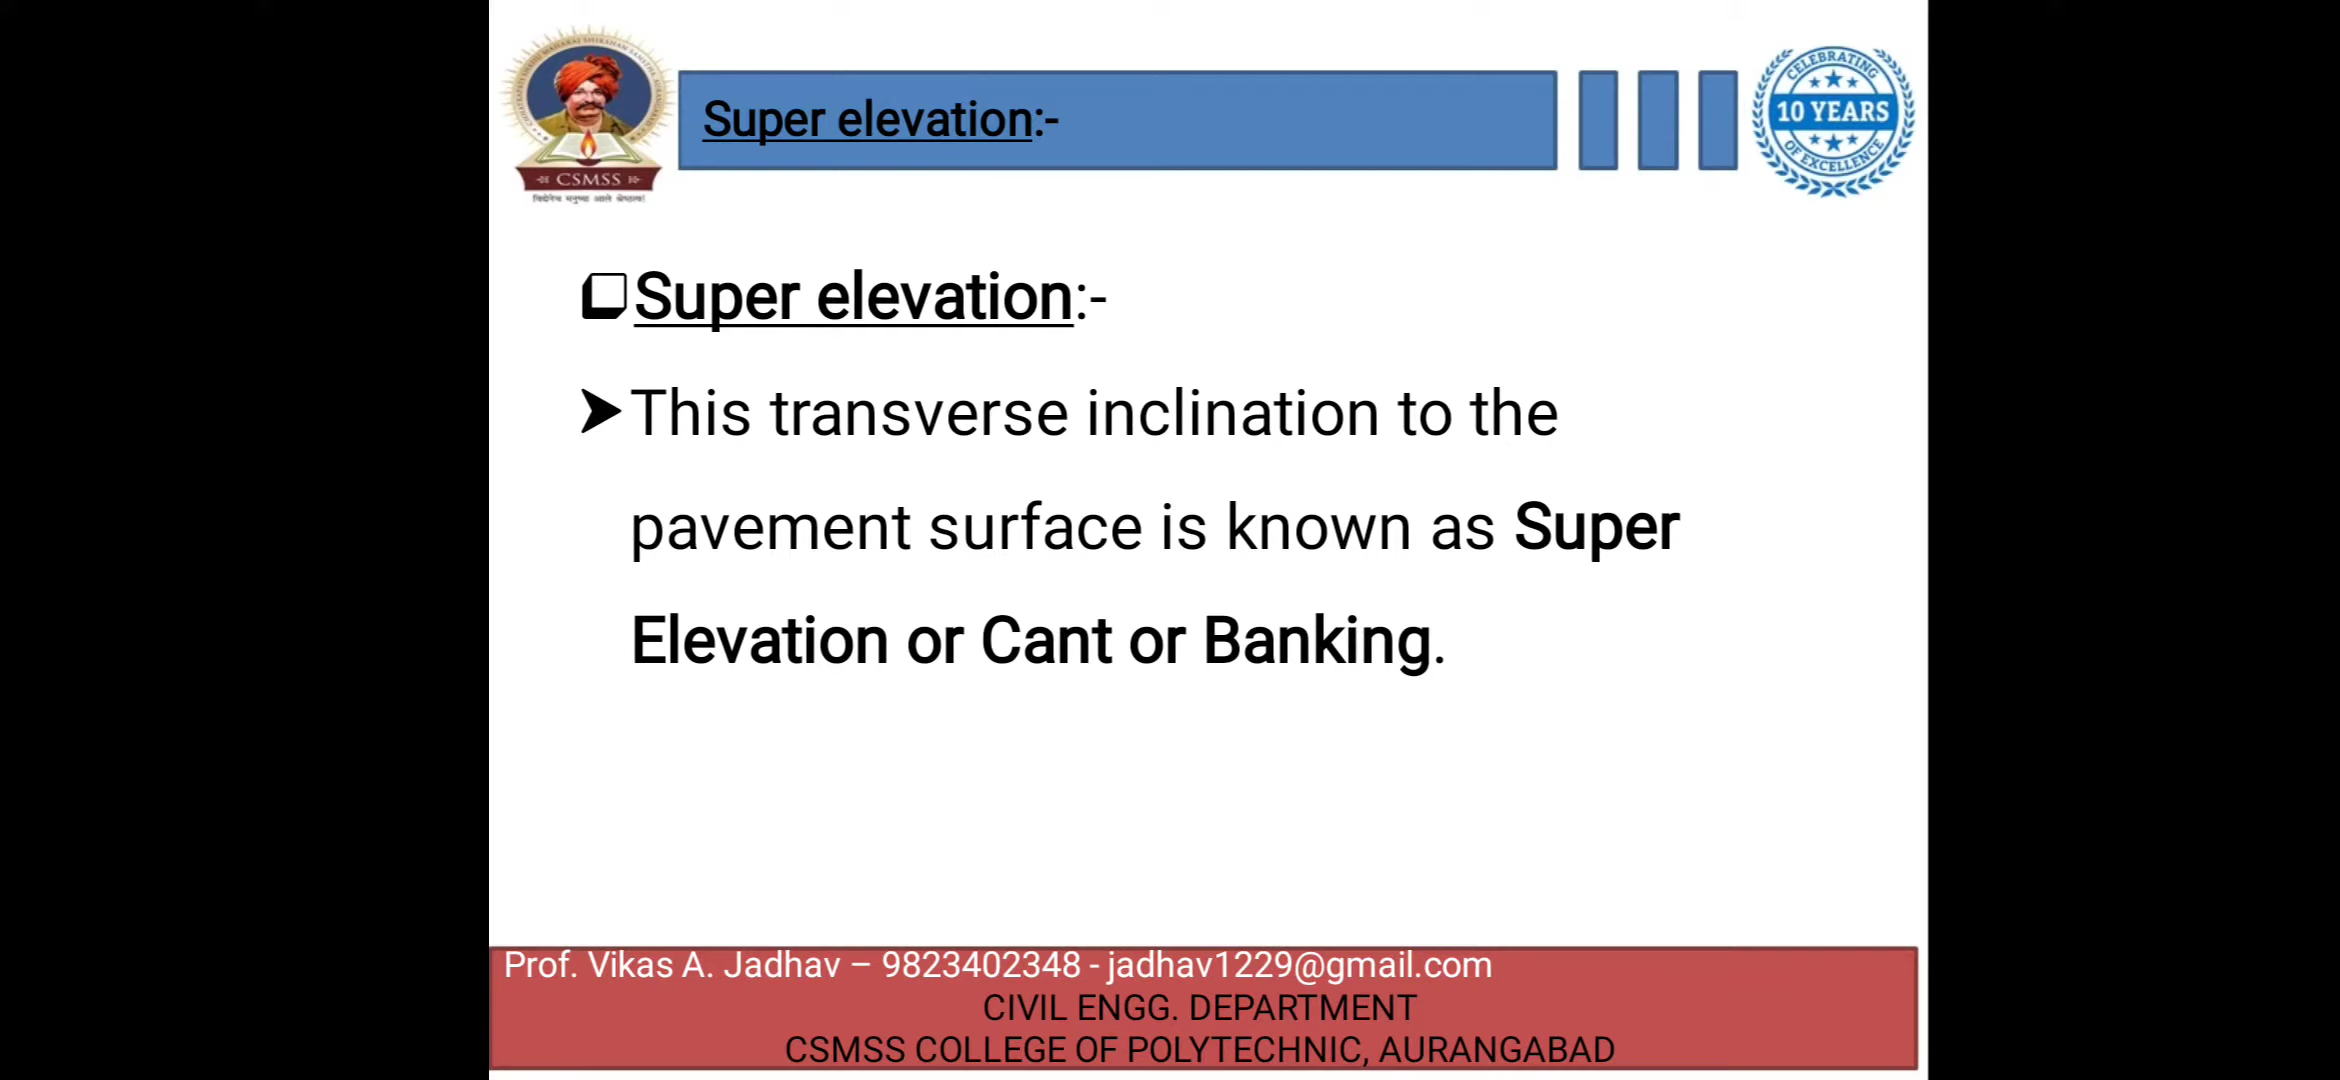 Super elevation:-
CELEBRATING
10 YEARS
OF EXCELLENCE
CSMSS
Super elevation:-
This transverse inclination to the
pavement surface is known as Super
Elevation or Cant or Banking.
Prof. Vikas A. Jadhav – 9823402348 - jadhav1229@gmail.com
CIVIL ENGG. DEPARTMENT
CSMSS COLLEGE OF POLYTECHNIC, AURANGABAD